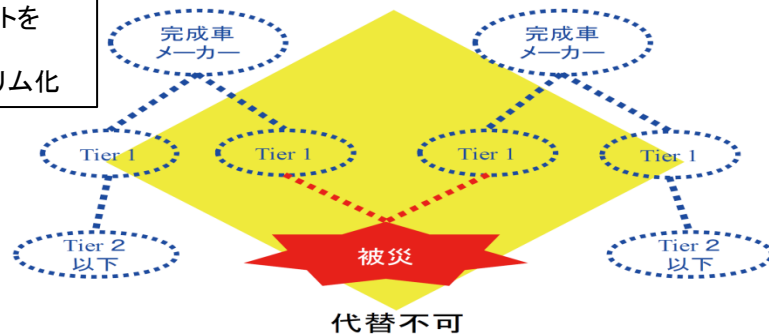 トを
リム化
完成車
メーカー
完成車
メーカー
Tier 1
Tier 1
Tier 1
Tier 1
Tier 2
以下
被災
Tier 2
以下
代替不可